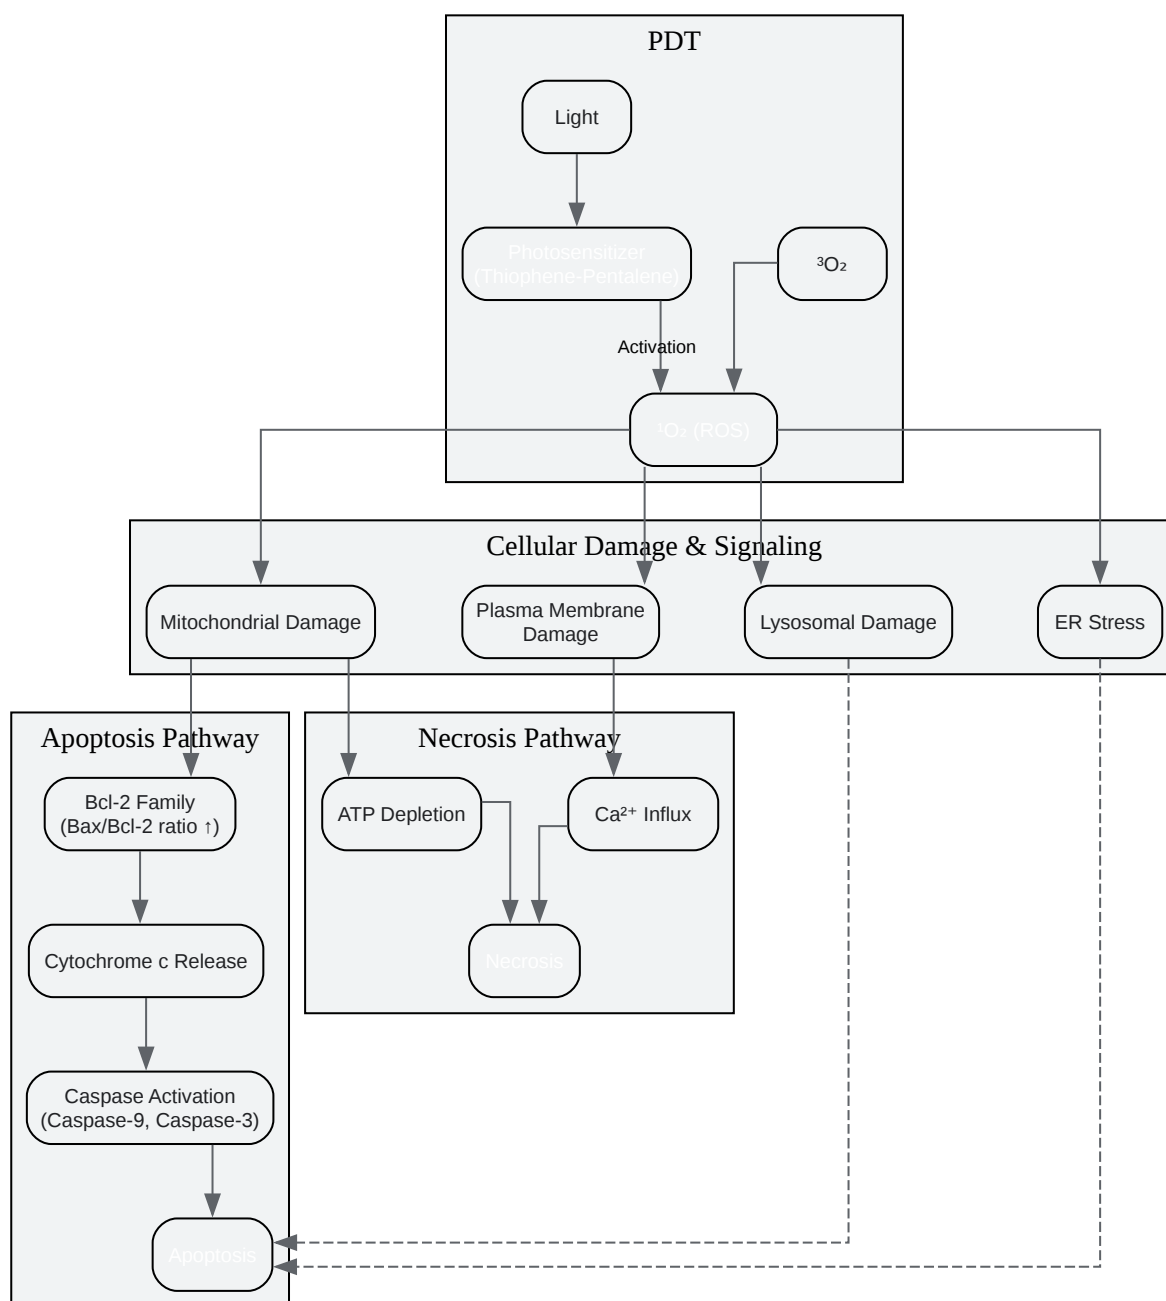 PDT
Light
Photosensitizer
(Thiophene-Pentalene)
³O₂
Activation
¹O₂ (ROS)
Cellular Damage & Signaling
Mitochondrial Damage
Plasma Membrane
Damage
Lysosomal Damage
ER Stress
Apoptosis Pathway
Necrosis Pathway
Bcl-2 Family
(Bax/Bcl-2 ratio ↑)
ATP Depletion
Ca²⁺ Influx
Cytochrome c Release
Necrosis
Caspase Activation
(Caspase-9, Caspase-3)
Apoptosis